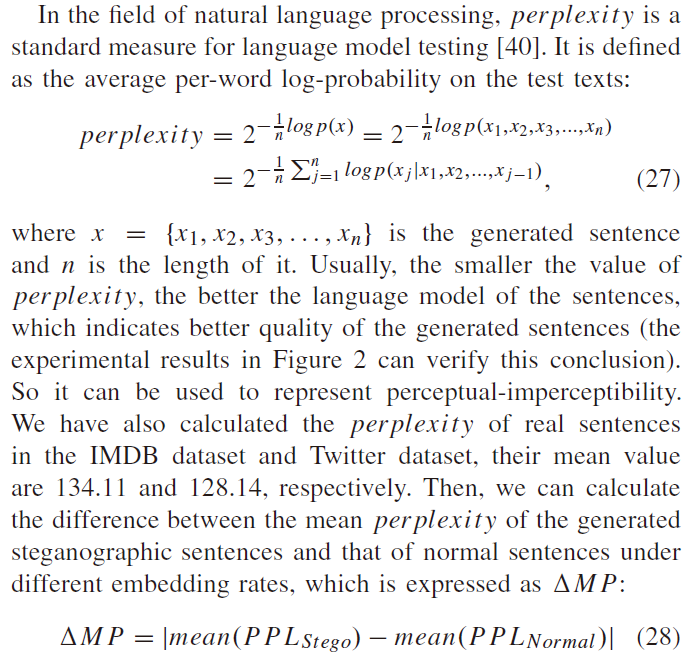 In the field of natural language processing, perplexity is a
standard measure for language model testing [40]. It is defined
as the average per-word log-probability on the test texts:
perplexity = 2^{-\frac{1}{n} log p(x)} = 2^{-\frac{1}{n} log p(x_1,x_2,x_3,...,x_n)}
= 2^{-\frac{1}{n} \sum_{j=1}^{n} log p(x_j|x_1,x_2,...,x_{j-1})}, (27)
where x = {x_1, x_2, x_3, . . . , x_n} is the generated sentence
and n is the length of it. Usually, the smaller the value of
perplexity, the better the language model of the sentences,
which indicates better quality of the generated sentences (the
experimental results in Figure 2 can verify this conclusion).
So it can be used to represent perceptual-imperceptibility.
We have also calculated the perplexity of real sentences
in the IMDB dataset and Twitter dataset, their mean value
are 134.11 and 128.14, respectively. Then, we can calculate
the difference between the mean perplexity of the generated
steganographic sentences and that of normal sentences under
different embedding rates, which is expressed as ΔMP:
ΔMP = |mean(PPL_{Stego}) − mean(PPL_{Normal})| (28)